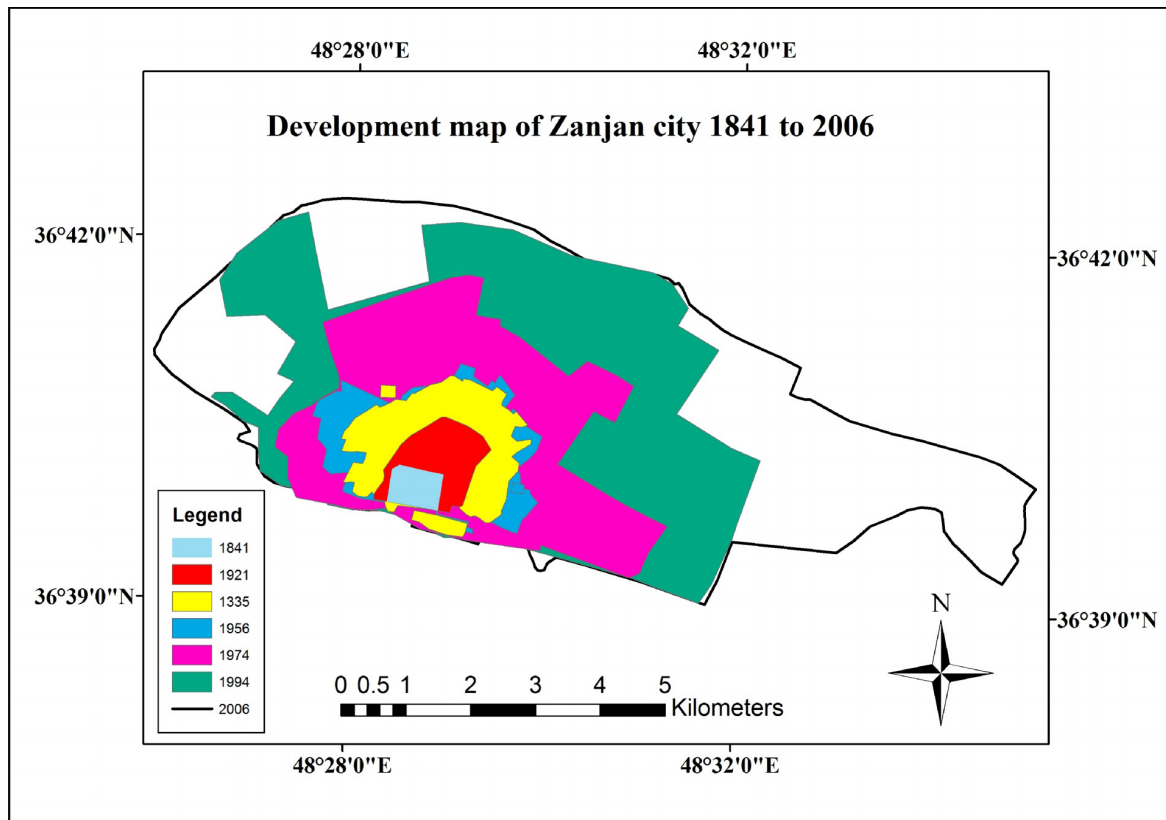 48°28'0"E 48°32'0"E
Development map of Zanjan city 1841 to 2006
36°42'0"N 36°42'0"N
Legend
1841
1921
1335
1956
1974
1994
2006
36°39'0"N 36°39'0"N
N
0 0.5 1 2 3 4 5
Kilometers
48°28'0"E 48°32'0"E